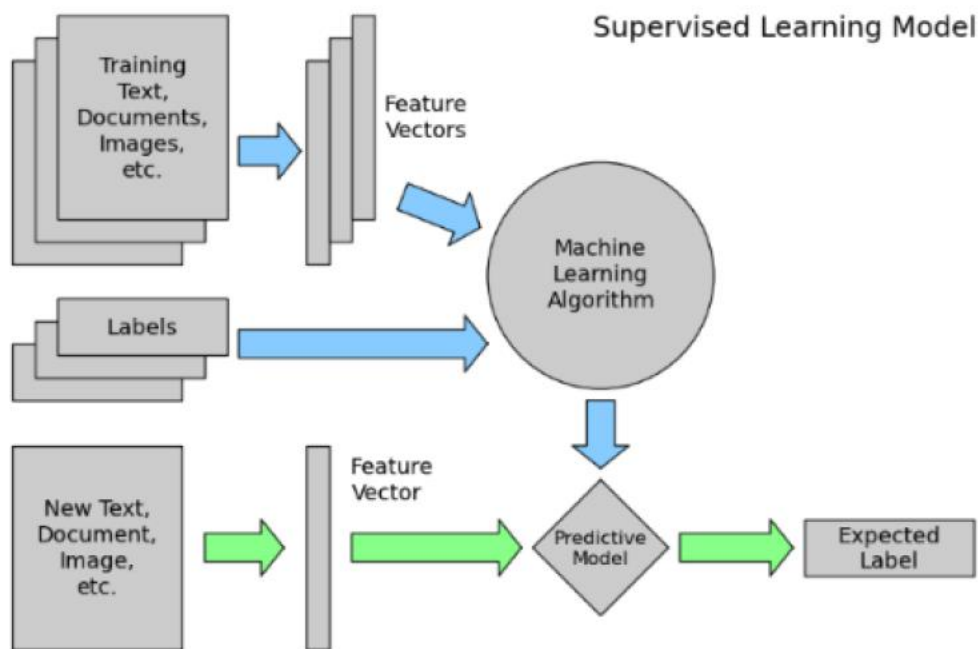 Supervised Learning Model
Training
Text,
Documents,
Images,
etc.
Feature
Vectors
Machine
Learning
Algorithm
Labels
New Text,
Document,
Image,
etc.
Feature
Vector
Predictive
Model
Expected
Label